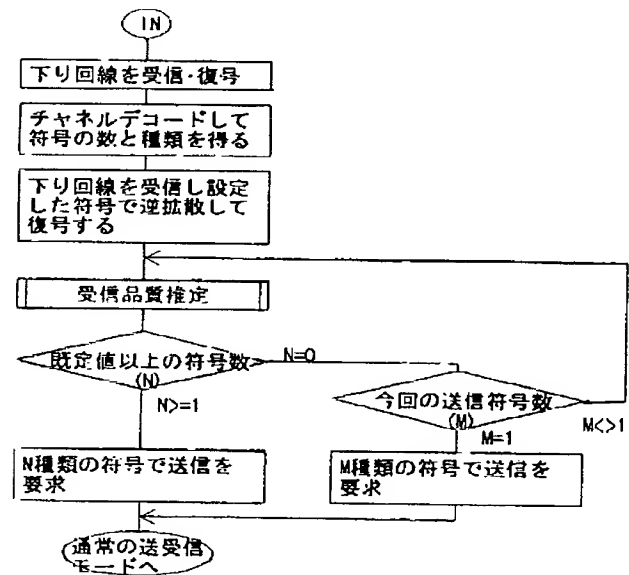 IN
下り回線を受信・復号
チャネルデコードして
符号の数と種類を得る
下り回線を受信し設定
した符号で逆拡散して
復号する
受信品質推定
既定値以上の符号数
(N)
N=0
N>=1
今回の送信符号数
(M)
M<>1
M=1
N種類の符号で送信を
要求
M種類の符号で送信を
要求
通常の送受信
モードへ